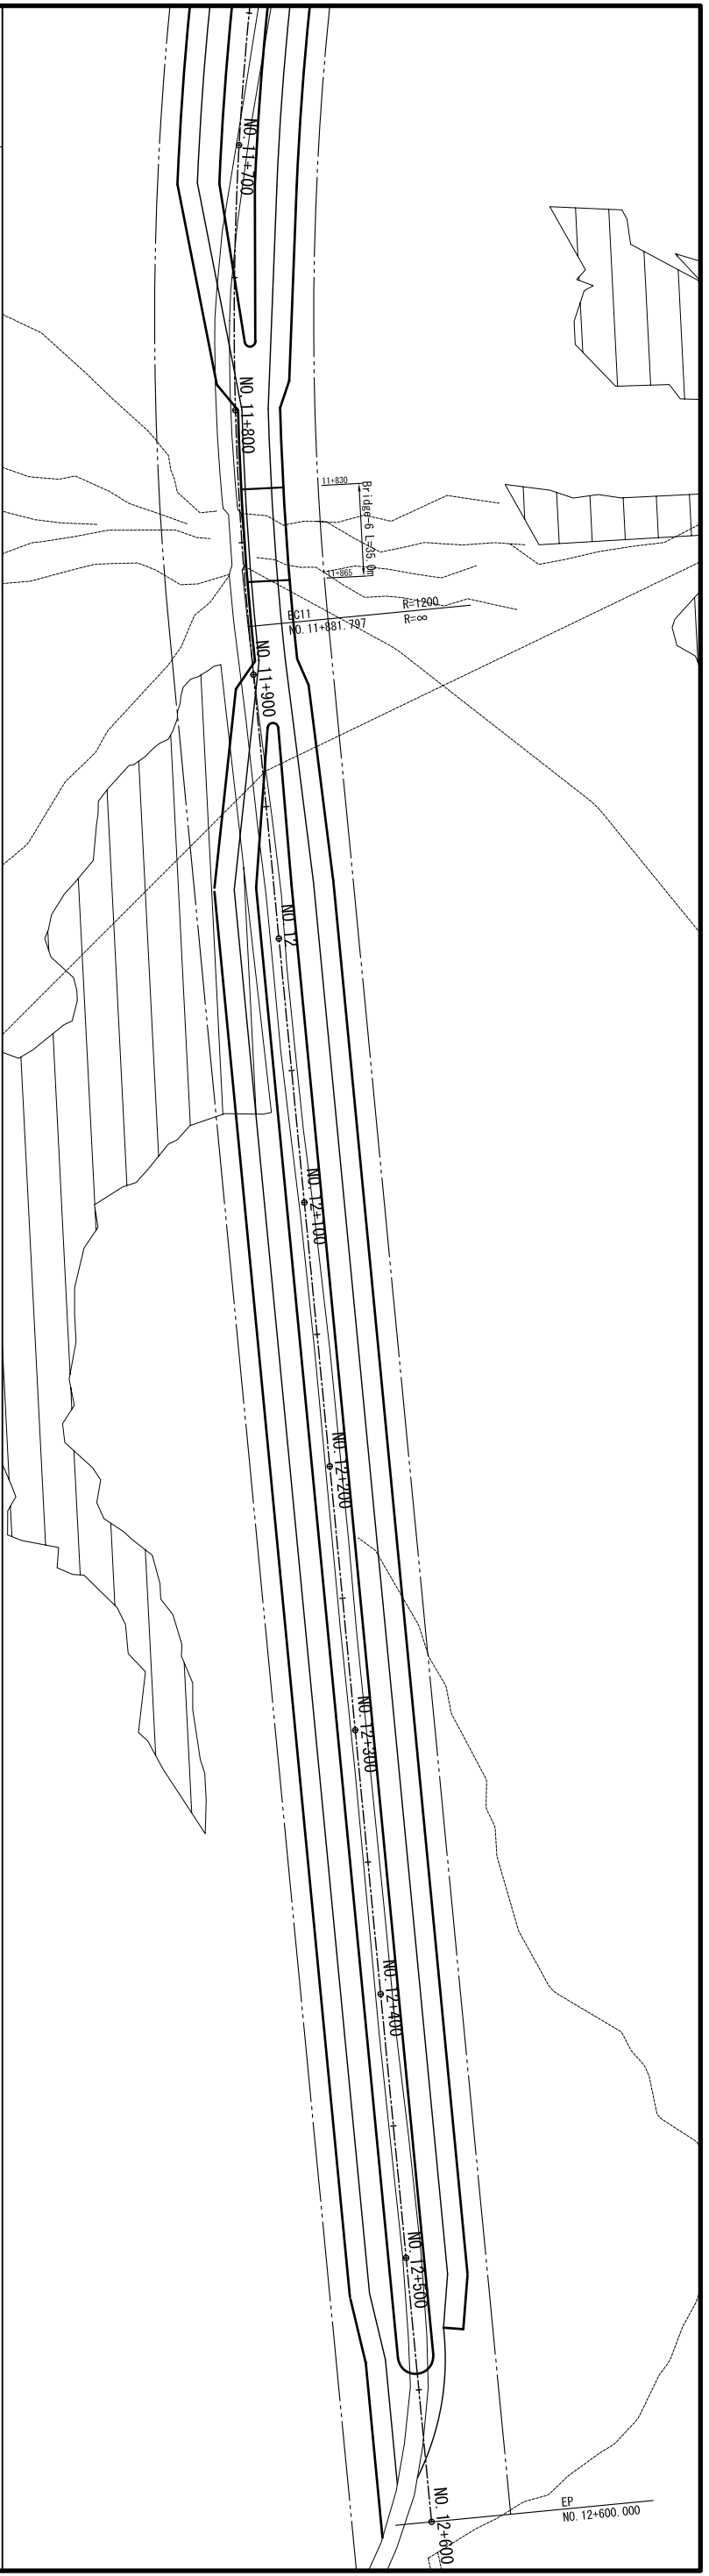 NO. 11+700
NO. 11+800
11+830
Bridge-6 L=35.0m
11+865
EC11
NO. 11+881.797
R=1200
R=∞
NO. 11+900
NO. 12
NO. 12+100
NO. 12+200
NO. 12+300
NO. 12+400
NO. 12+500
NO. 12+600
EP
NO. 12+600.000